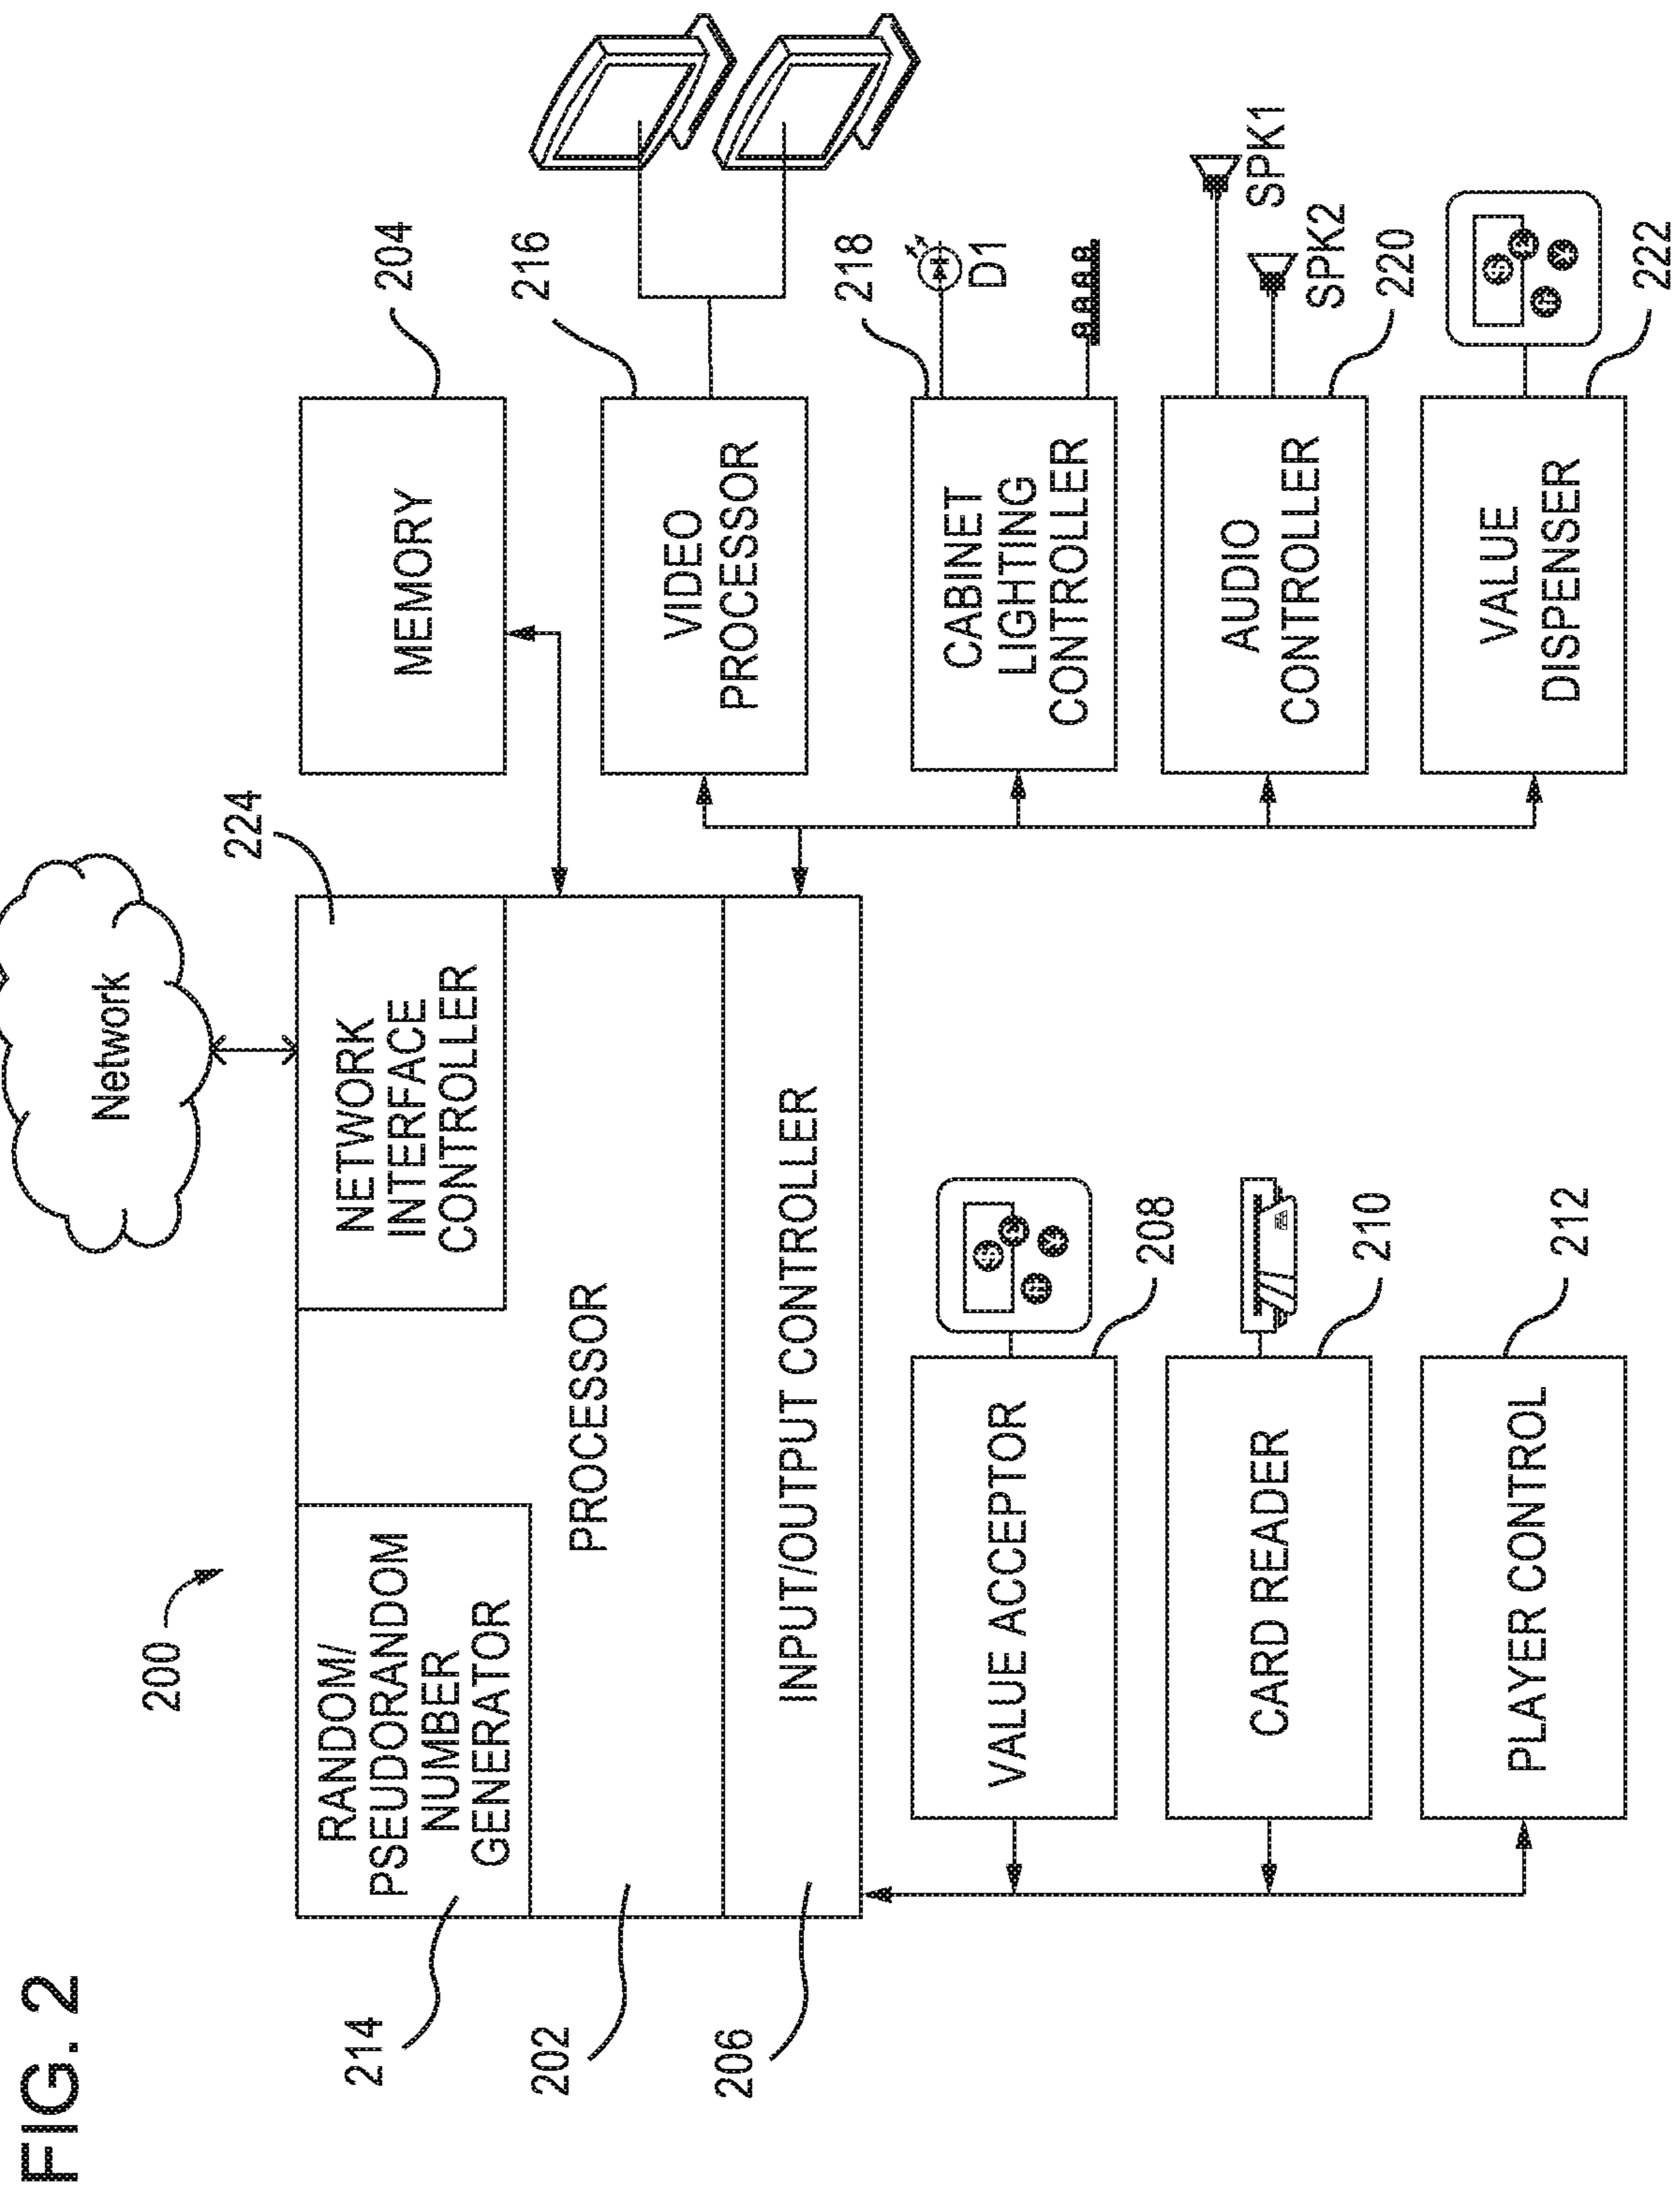 FIG. 2
200
Network
224
204
216
218
D1
SPK1
SPK2
220
222
214
202
206
RANDOM/
PSEUDORANDOM
NUMBER
GENERATOR
NETWORK
INTERFACE
CONTROLLER
PROCESSOR
INPUT/OUTPUT CONTROLLER
MEMORY
VIDEO
PROCESSOR
CABINET
LIGHTING
CONTROLLER
AUDIO
CONTROLLER
VALUE
DISPENSER
VALUE ACCEPTOR
208
CARD READER
210
PLAYER CONTROL
212